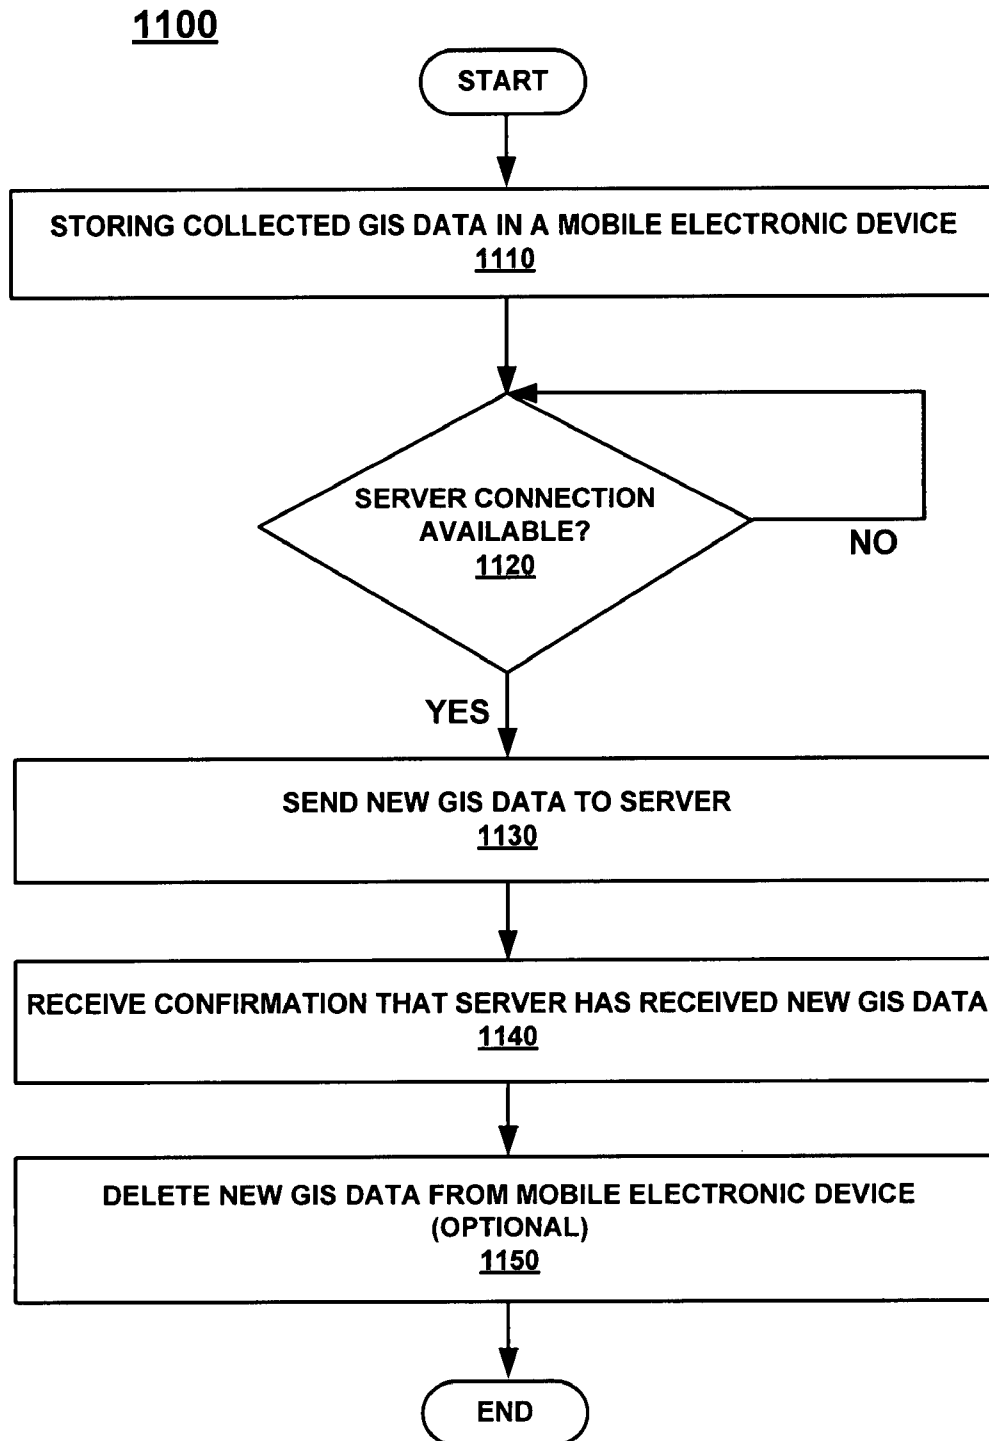 1100
START
STORING COLLECTED GIS DATA IN A MOBILE ELECTRONIC DEVICE
1110
SERVER CONNECTION
AVAILABLE?
1120
NO
YES
SEND NEW GIS DATA TO SERVER
1130
RECEIVE CONFIRMATION THAT SERVER HAS RECEIVED NEW GIS DATA
1140
DELETE NEW GIS DATA FROM MOBILE ELECTRONIC DEVICE
(OPTIONAL)
1150
END